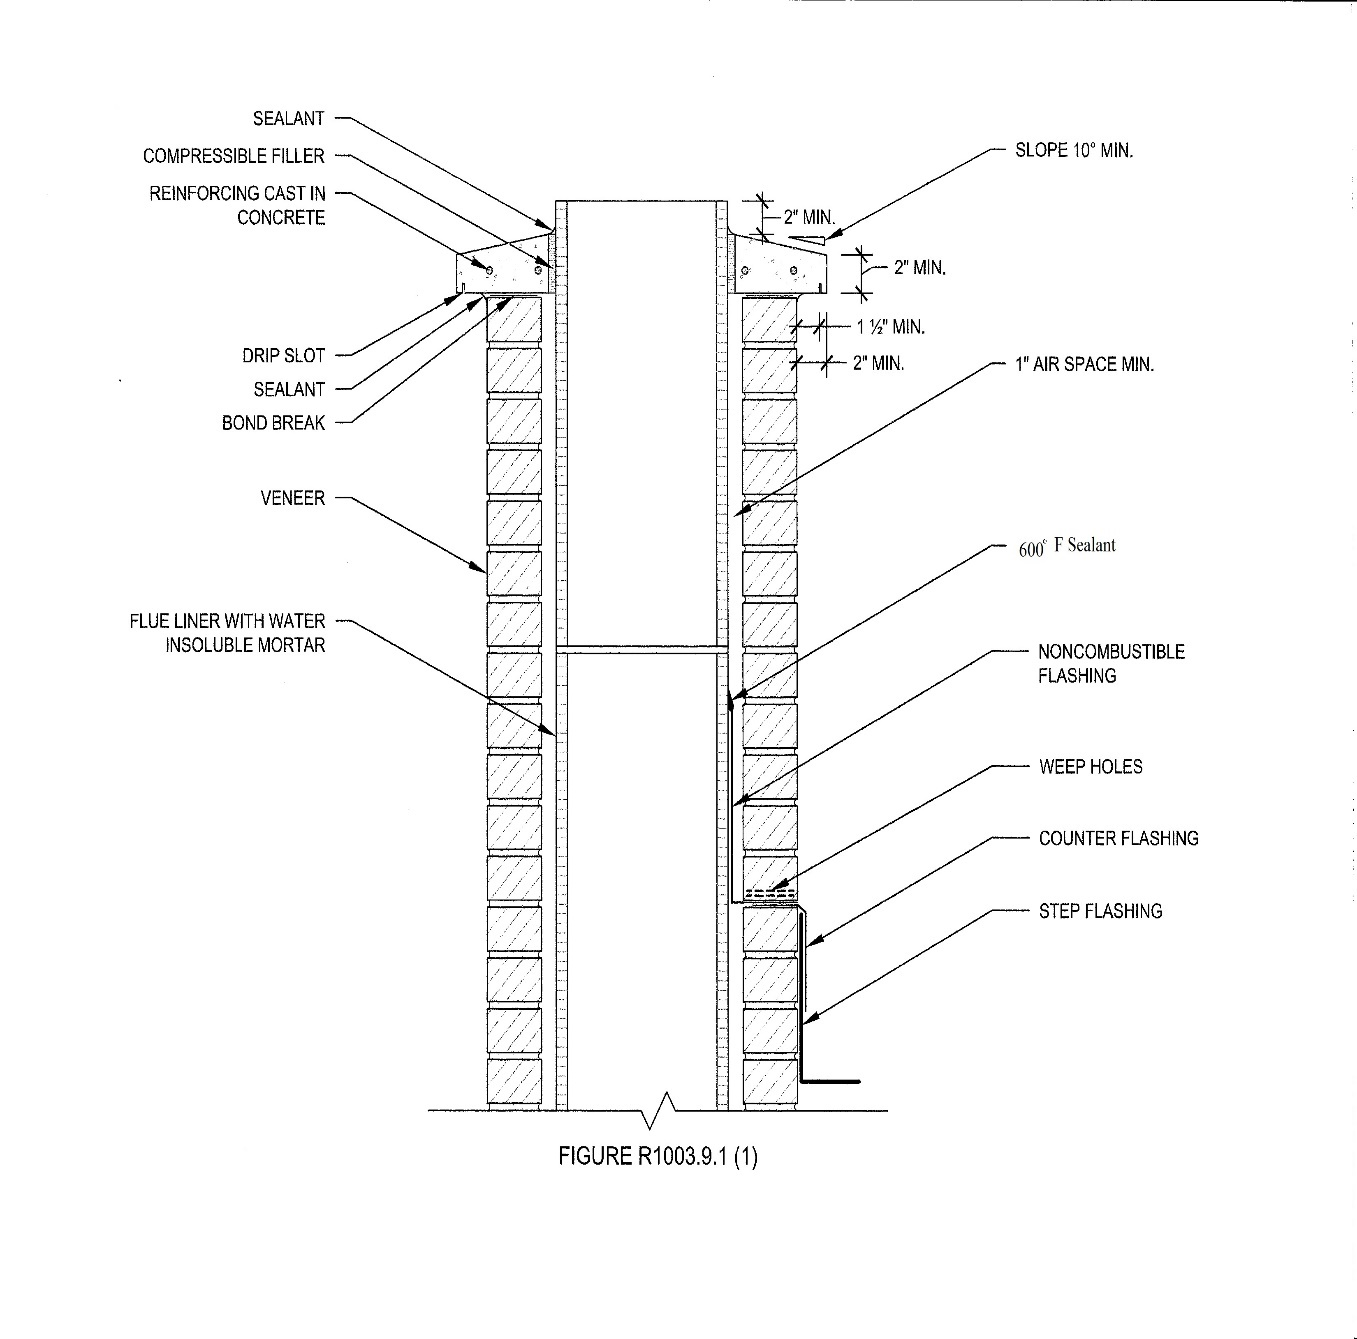 SEALANT
COMPRESSIBLE FILLER
REINFORCING CAST IN
CONCRETE
DRIP SLOT
SEALANT
BOND BREAK
VENEER
FLUE LINER WITH WATER
INSOLUBLE MORTAR
SLOPE 10° MIN.
2" MIN.
2" MIN.
1 ½" MIN.
2" MIN.
1" AIR SPACE MIN.
600° F Sealant
NONCOMBUSTIBLE
FLASHING
WEEP HOLES
COUNTER FLASHING
STEP FLASHING
FIGURE R1003.9.1 (1)